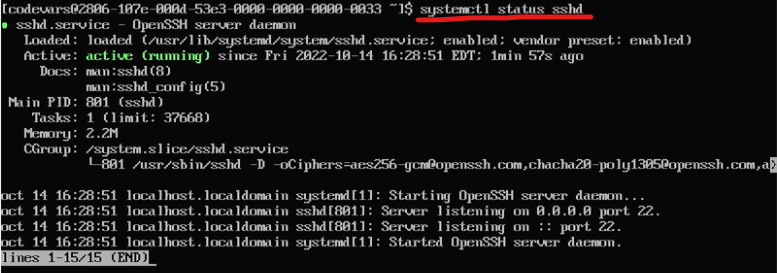 [codevars@2806-107e-000d-53e3-0000-0000-0000-0033 ~]$ systemctl status sshd
● sshd.service - OpenSSH server daemon
Loaded: loaded (/usr/lib/systemd/system/sshd.service; enabled; vendor preset: enabled)
Active: active (running) since Fri 2022-10-14 16:28:51 EDT; 1min 57s ago
Docs: man:sshd(8)
man:sshd_config(5)
Main PID: 801 (sshd)
Tasks: 1 (limit: 37668)
Memory: 2.2M
CGroup: /system.slice/sshd.service
└─801 /usr/sbin/sshd -D -oCiphers=aes256-gcm@openssh.com,chacha20-poly1305@openssh.com,a>
oct 14 16:28:51 localhost.localdomain systemd[1]: Starting OpenSSH server daemon...
oct 14 16:28:51 localhost.localdomain sshd[801]: Server listening on 0.0.0.0 port 22.
oct 14 16:28:51 localhost.localdomain sshd[801]: Server listening on :: port 22.
oct 14 16:28:51 localhost.localdomain systemd[1]: Started OpenSSH server daemon.
lines 1-15/15 (END)